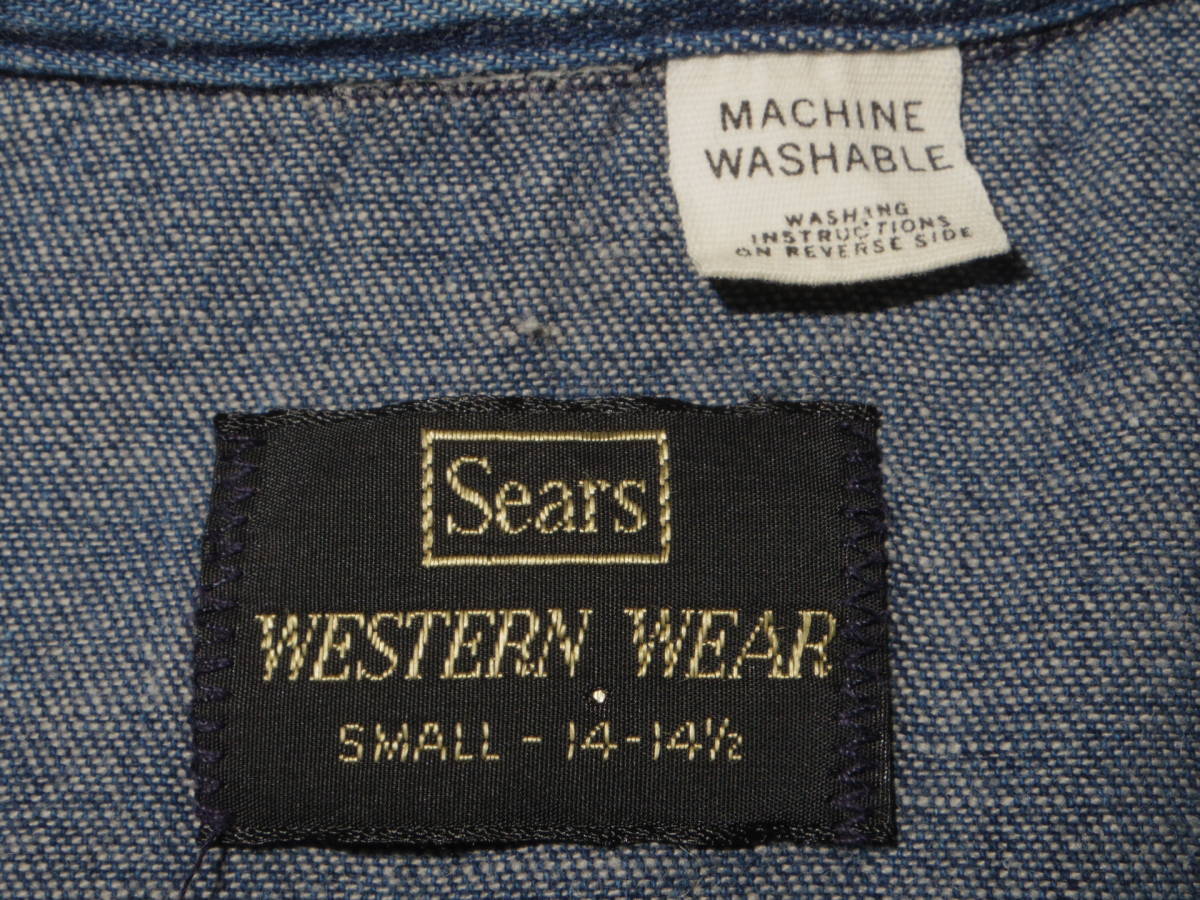 MACHINE
WASHABLE
WASHING
INSTRUCTIONS
ON REVERSE SIDE
Sears
WESTERN WEAR
SMALL - 14-14½